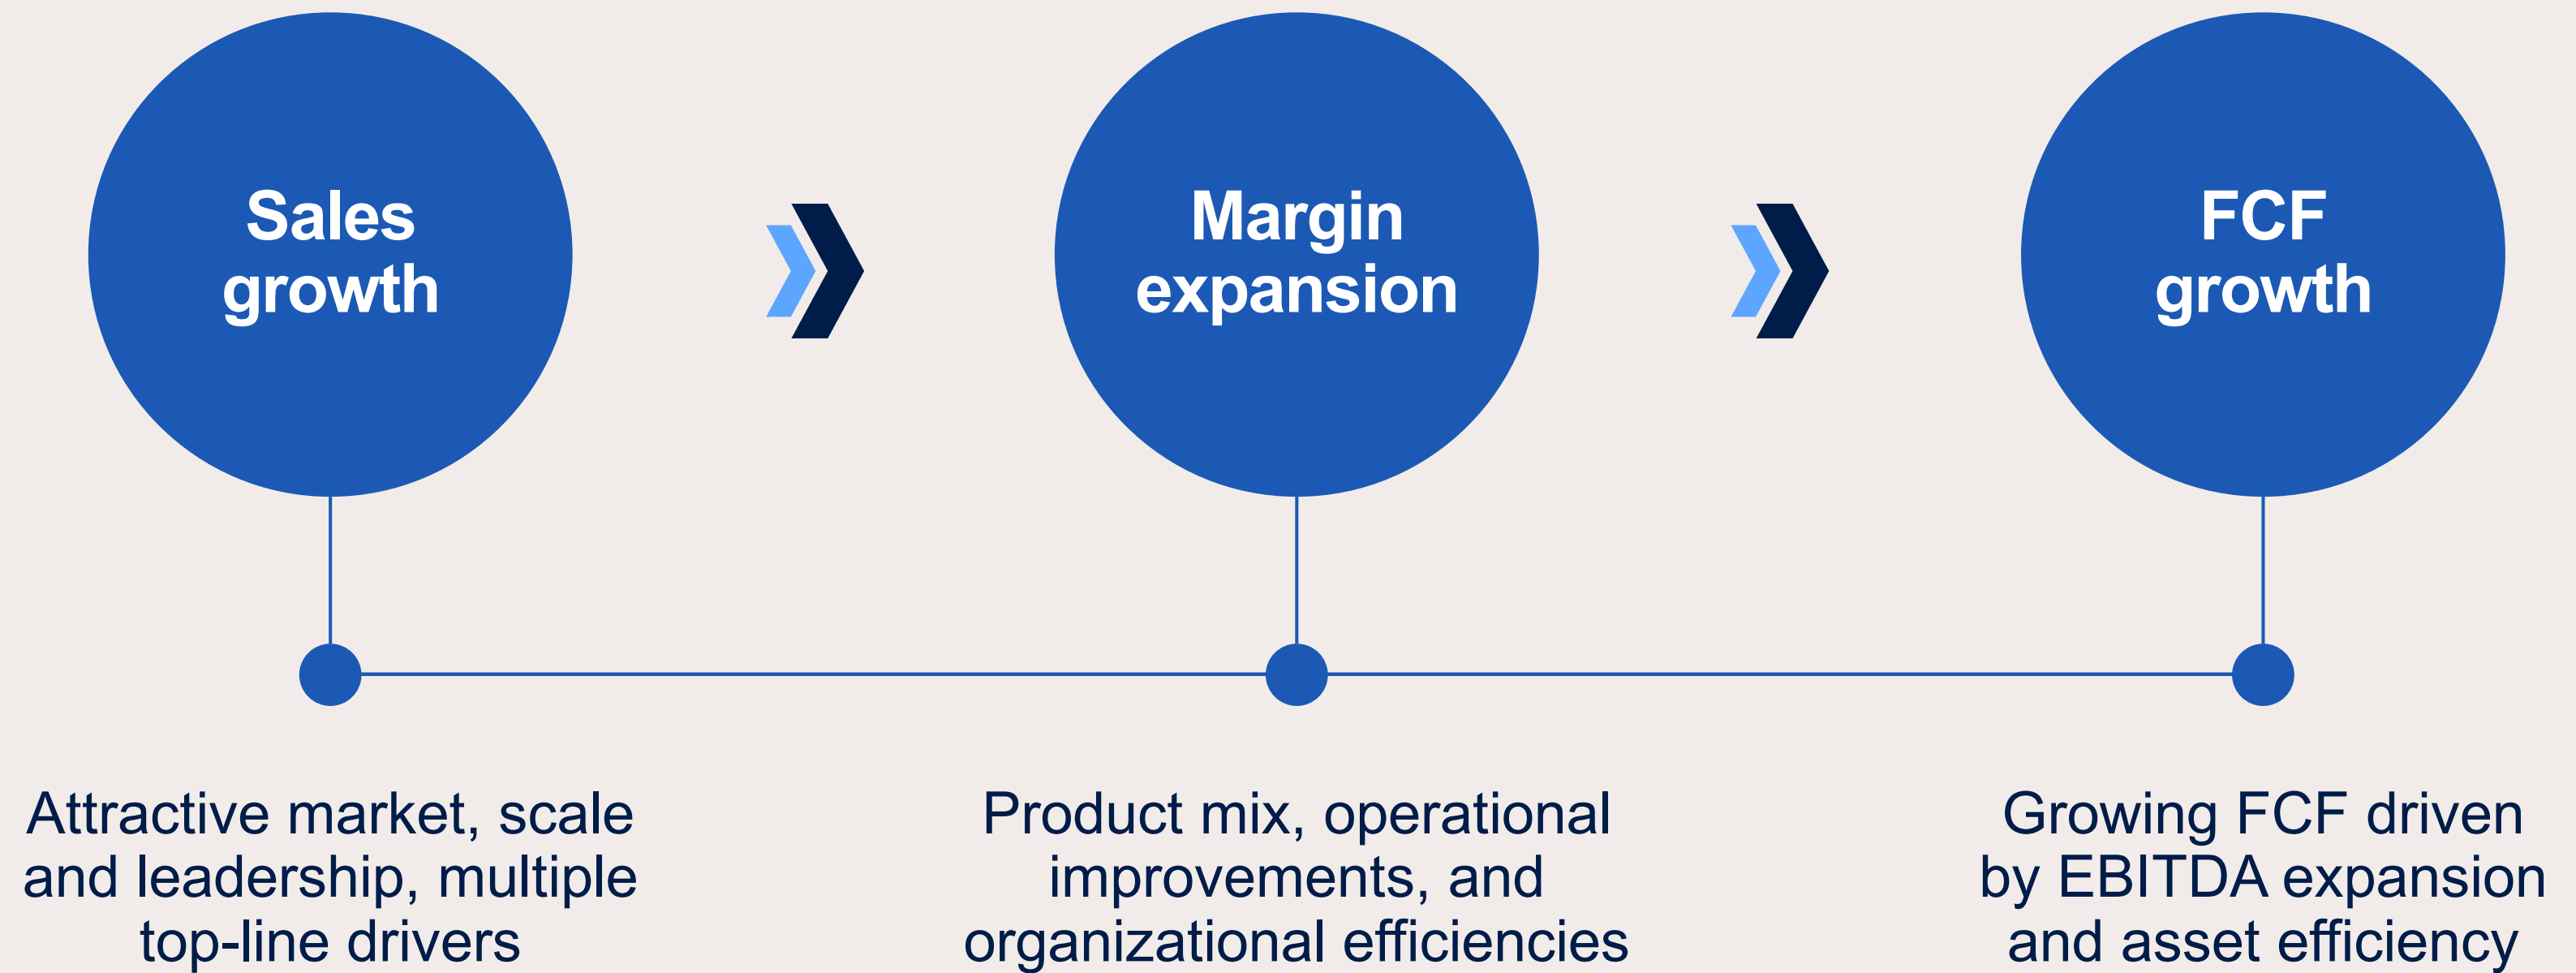 Sales
growth
Margin
expansion
FCF
growth
Attractive market, scale
and leadership, multiple
top-line drivers
Product mix, operational
improvements, and
organizational efficiencies
Growing FCF driven
by EBITDA expansion
and asset efficiency